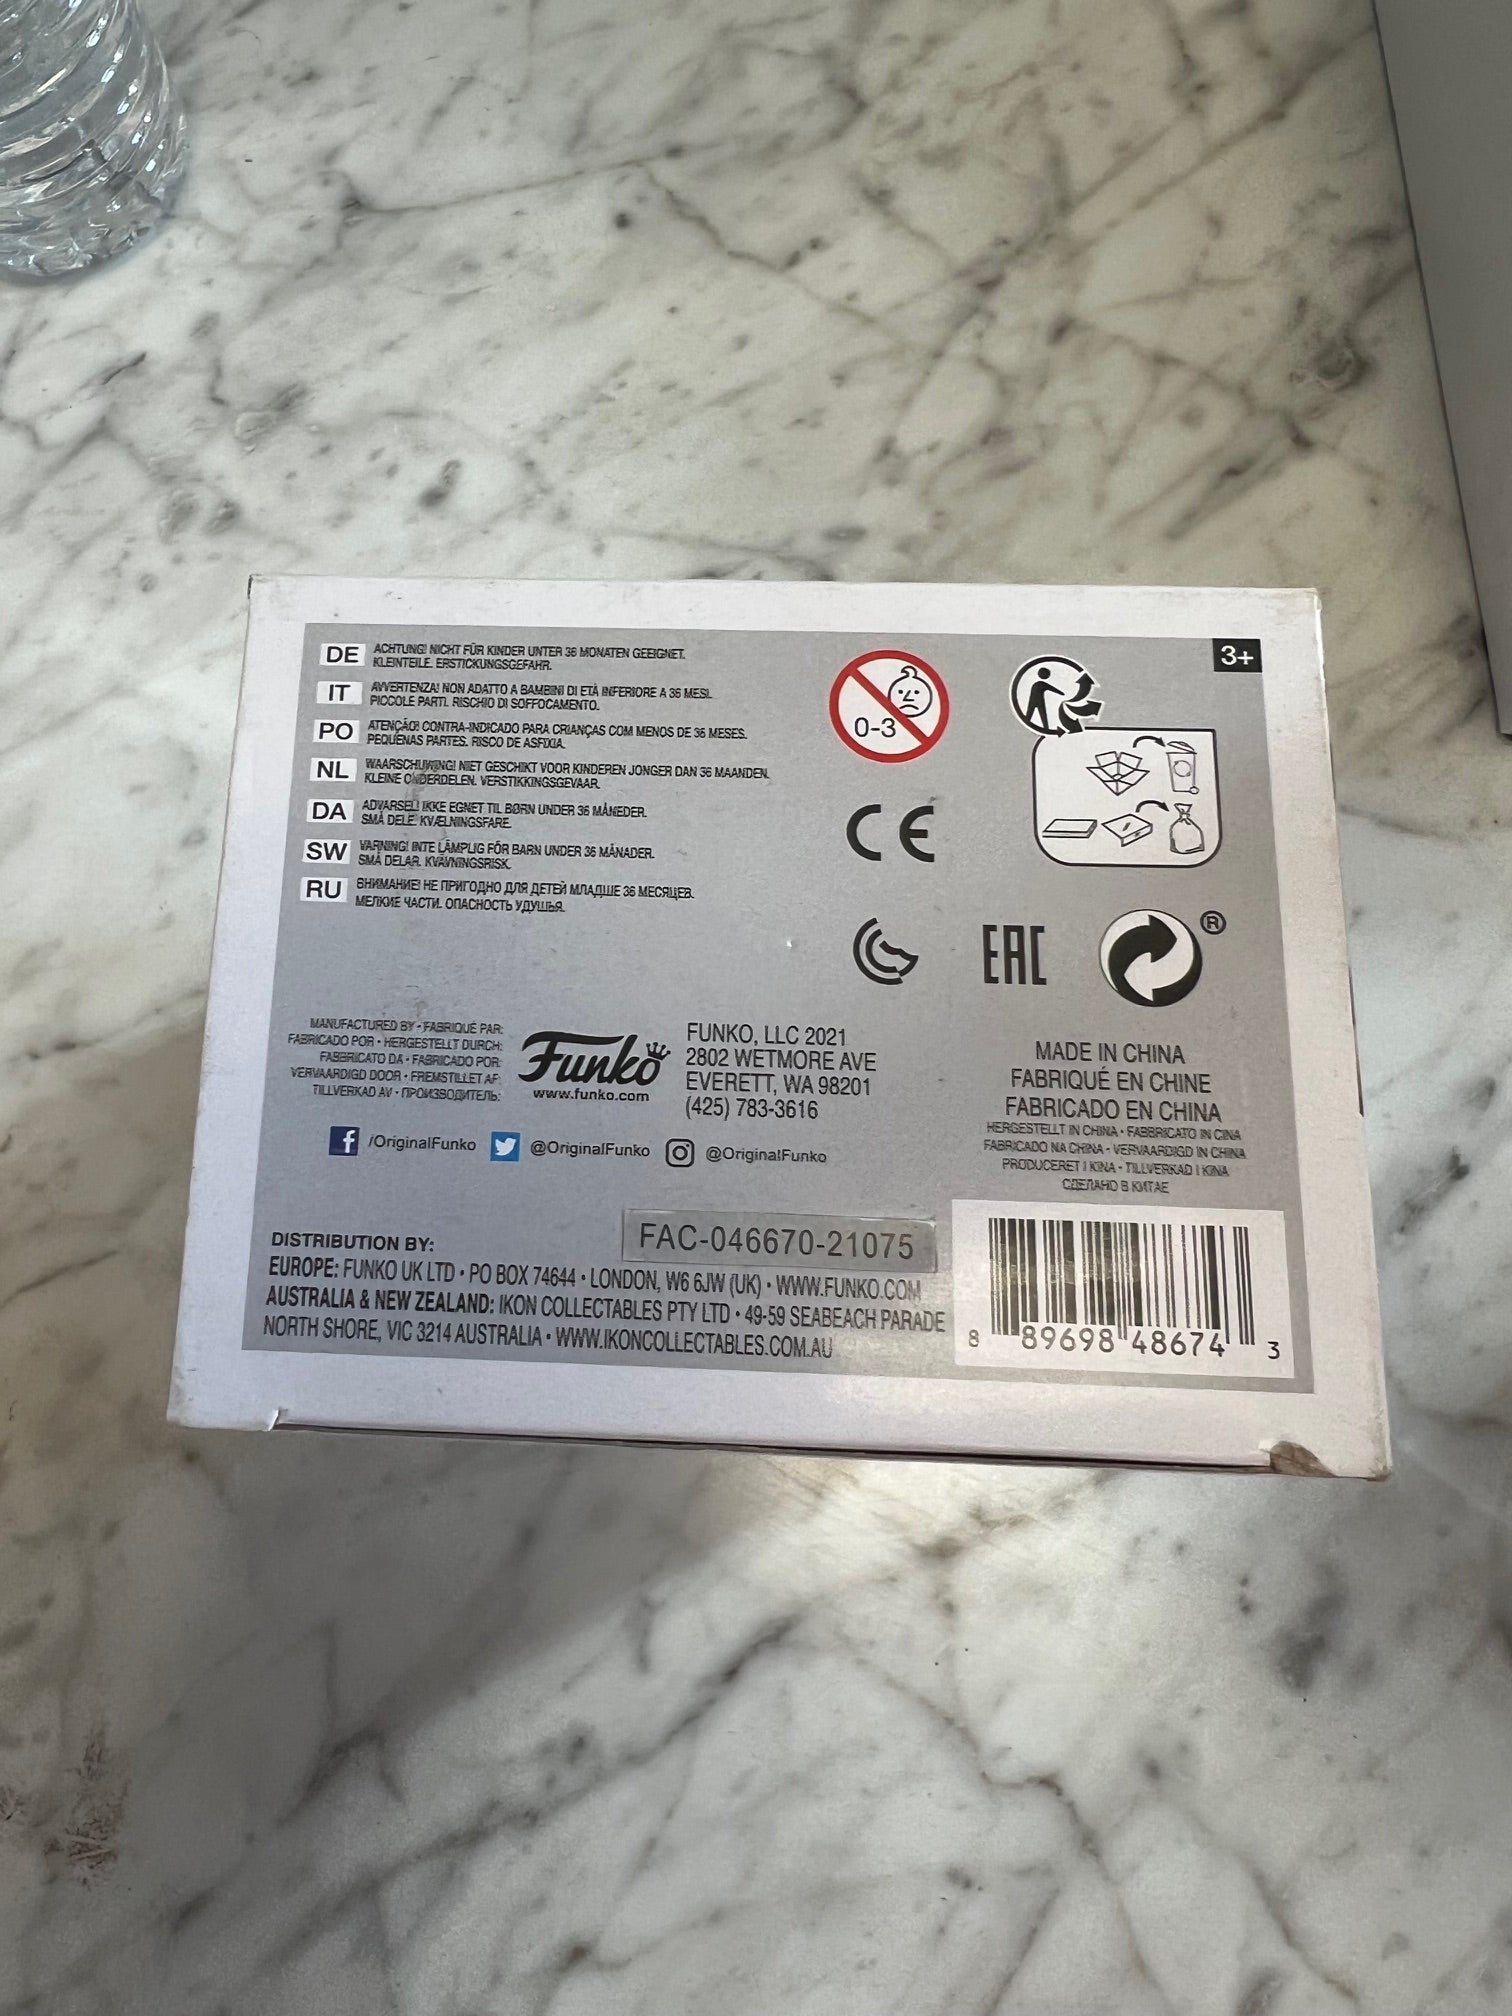 DE ACHTUNG! NICHT FÜR KINDER UNTER 36 MONATEN GEEIGNET.
KLEINTEILE. ERSTICKUNGSGEFAHR.
IT AVVERTENZA! NON ADATTO A BAMBINI DI ETÀ INFERIORE A 36 MESI.
PICCOLE PARTI. RISCHIO DI SOFFOCAMENTO.
PO ATENÇÃO! CONTRA-INDICADO PARA CRIANÇAS COM MENOS DE 36 MESES.
PEQUENAS PARTES. RISCO DE ASFIXIA.
NL WAARSCHUWING! NIET GESCHIKT VOOR KINDEREN JONGER DAN 36 MAANDEN.
KLEINE ONDERDELEN. VERSTIKKINGSGEVAAR.
DA ADVARSEL! IKKE EGNET TIL BØRN UNDER 36 MÅNEDER.
SMÅ DELE. KVÆLNINGSFARE.
SW VARNING! INTE LÄMPLIG FÖR BARN UNDER 36 MÅNADER.
SMÅ DELAR. KVÄVNINGSRISK.
RU ВНИМАНИЕ! НЕ ПРИГОДНО ДЛЯ ДЕТЕЙ МЛАДШЕ 36 МЕСЯЦЕВ.
МЕЛКИЕ ЧАСТИ. ОПАСНОСТЬ УДУШЬЯ.
0-3
3+
CE
EAC
®
MANUFACTURED BY • FABRIQUÉ PAR:
FABRICADO POR • HERGESTELLT DURCH:
FABBRICATO DA • FABRICADO POR:
VERVAARDIGD DOOR • FREMSTILLET AF:
TILLVERKAD AV • ПРОИЗВОДИТЕЛЬ:
Funko
www.funko.com
FUNKO, LLC 2021
2802 WETMORE AVE
EVERETT, WA 98201
(425) 783-3616
f /OriginalFunko @OriginalFunko @OriginalFunko
MADE IN CHINA
FABRIQUÉ EN CHINE
FABRICADO EN CHINA
HERGESTELLT IN CHINA • FABBRICATO IN CINA
FABRICADO NA CHINA • VERVAARDIGD IN CHINA
PRODUCERET I KINA • TILLVERKAD I KINA
СДЕЛАНО В КИТАЕ
FAC-046670-21075
DISTRIBUTION BY:
EUROPE: FUNKO UK LTD • PO BOX 74644 • LONDON, W6 6JW (UK) • WWW.FUNKO.COM
AUSTRALIA & NEW ZEALAND: IKON COLLECTABLES PTY LTD • 49-59 SEABEACH PARADE
NORTH SHORE, VIC 3214 AUSTRALIA • WWW.IKONCOLLECTABLES.COM.AU
8 89698 48674 3